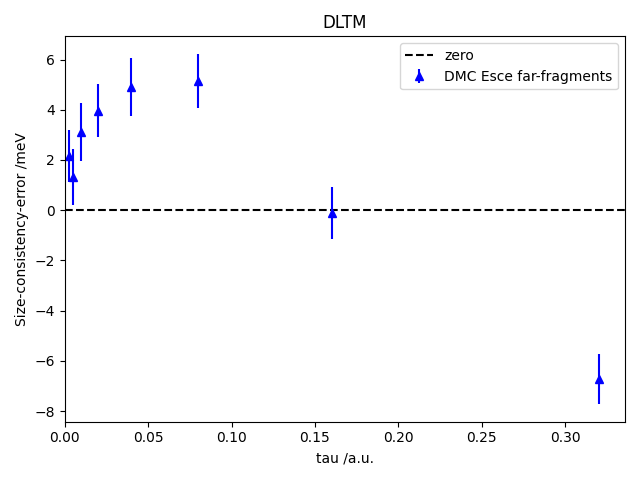 DLTM
zero
DMC Esce far-fragments
Size-consistency-error /meV
6
4
2
0
−2
−4
−6
−8
0.00 0.05 0.10 0.15 0.20 0.25 0.30
tau /a.u.